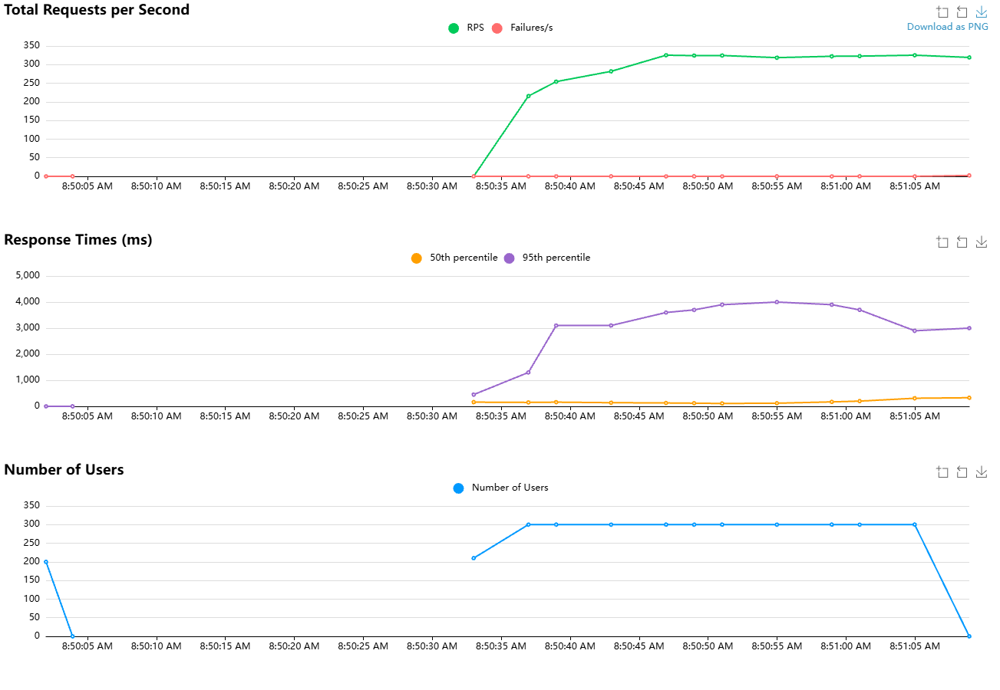 Total Requests per Second
Download as PNG
RPS Failures/s
350
300
250
200
150
100
50
0
8:50:05 AM 8:50:10 AM 8:50:15 AM 8:50:20 AM 8:50:25 AM 8:50:30 AM 8:50:35 AM 8:50:40 AM 8:50:45 AM 8:50:50 AM 8:50:55 AM 8:51:00 AM 8:51:05 AM
Response Times (ms)
50th percentile 95th percentile
5,000
4,000
3,000
2,000
1,000
0
8:50:05 AM 8:50:10 AM 8:50:15 AM 8:50:20 AM 8:50:25 AM 8:50:30 AM 8:50:35 AM 8:50:40 AM 8:50:45 AM 8:50:50 AM 8:50:55 AM 8:51:00 AM 8:51:05 AM
Number of Users
Number of Users
350
300
250
200
150
100
50
0
8:50:05 AM 8:50:10 AM 8:50:15 AM 8:50:20 AM 8:50:25 AM 8:50:30 AM 8:50:35 AM 8:50:40 AM 8:50:45 AM 8:50:50 AM 8:50:55 AM 8:51:00 AM 8:51:05 AM